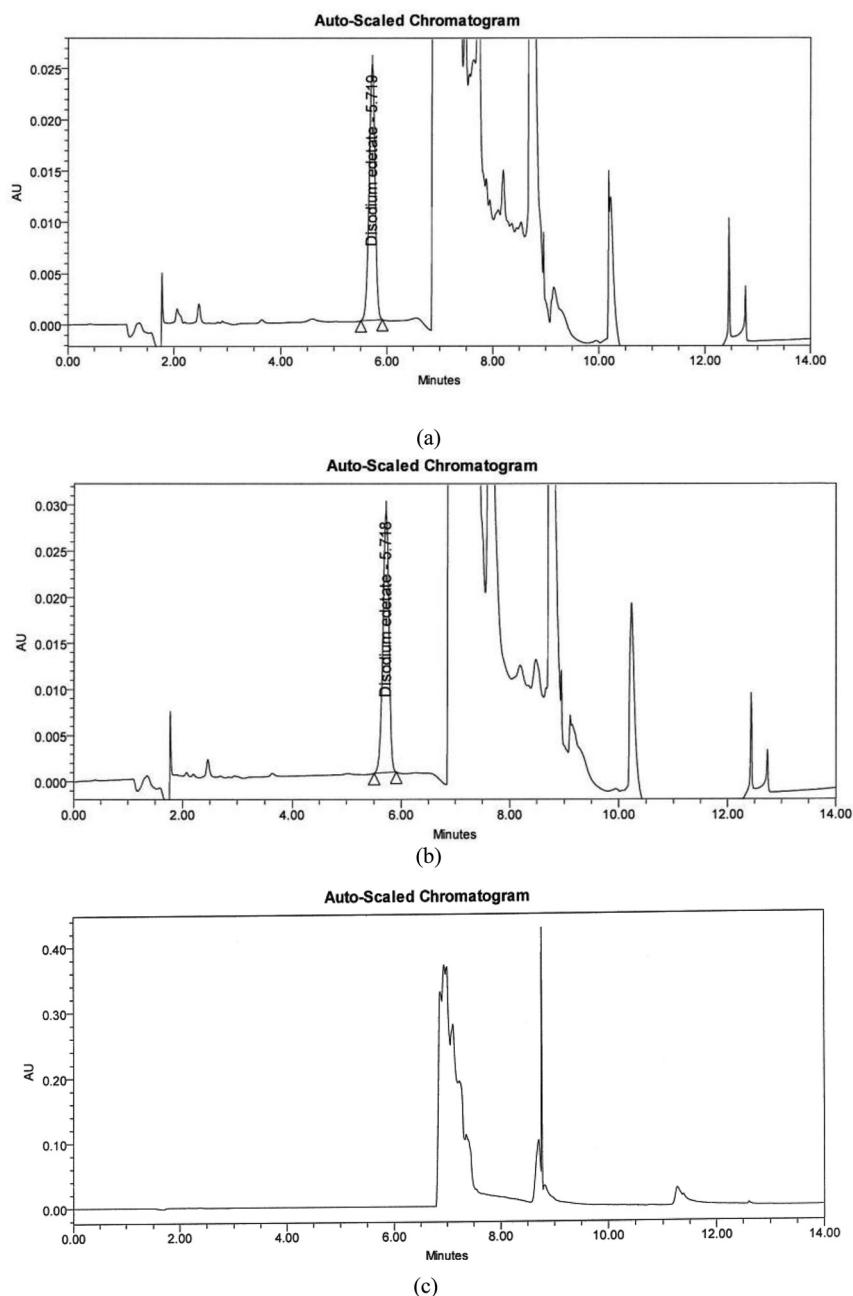 Auto-Scaled Chromatogram
0.025
0.020
0.015
0.010
0.005
0.000
AU
Disodium edetate - 5.719
0.00 2.00 4.00 6.00 8.00 10.00 12.00 14.00
Minutes
(a)
Auto-Scaled Chromatogram
0.030
0.025
0.020
0.015
0.010
0.005
0.000
AU
Disodium edetate - 5.718
0.00 2.00 4.00 6.00 8.00 10.00 12.00 14.00
Minutes
(b)
Auto-Scaled Chromatogram
0.40
0.30
0.20
0.10
0.00
AU
0.00 2.00 4.00 6.00 8.00 10.00 12.00 14.00
Minutes
(c)